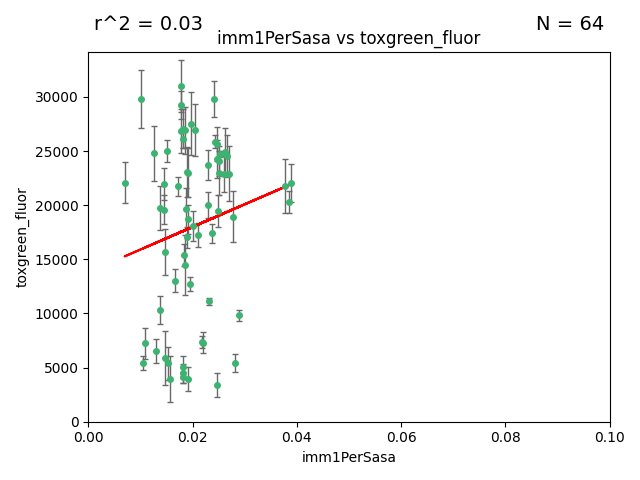 r^2 = 0.03
N = 64
imm1PerSasa vs toxgreen_fluor
30000
25000
20000
15000
10000
5000
0
toxgreen_fluor
0.00 0.02 0.04 0.06 0.08 0.10
imm1PerSasa